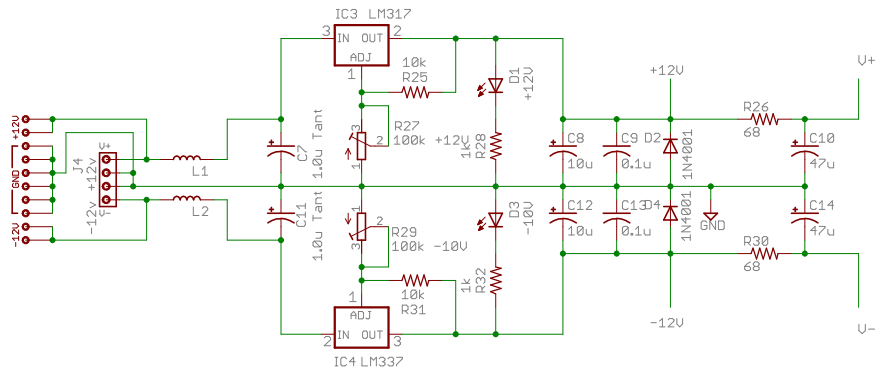 IC3 LM317
3 IN OUT 2
ADJ
1
10k
R25
D1
+12V
+12V
V+
R26
68
+12V
GND
-12V
J4
V+
+12v
-12v
V-
L1
L2
C7
1.0u Tant
3
2
1
R27
100k +12V
1k
R28
C8
10u
C9
0.1u
D2
1N4001
C10
47u
C11
1.0u Tant
1
2
3
R29
100k -10V
D3
-10V
1k
R32
C12
10u
C13
0.1u
D4
1N4001
GND
C14
47u
R30
68
10k
R31
1
ADJ
2 IN OUT 3
IC4 LM337
-12V
V-